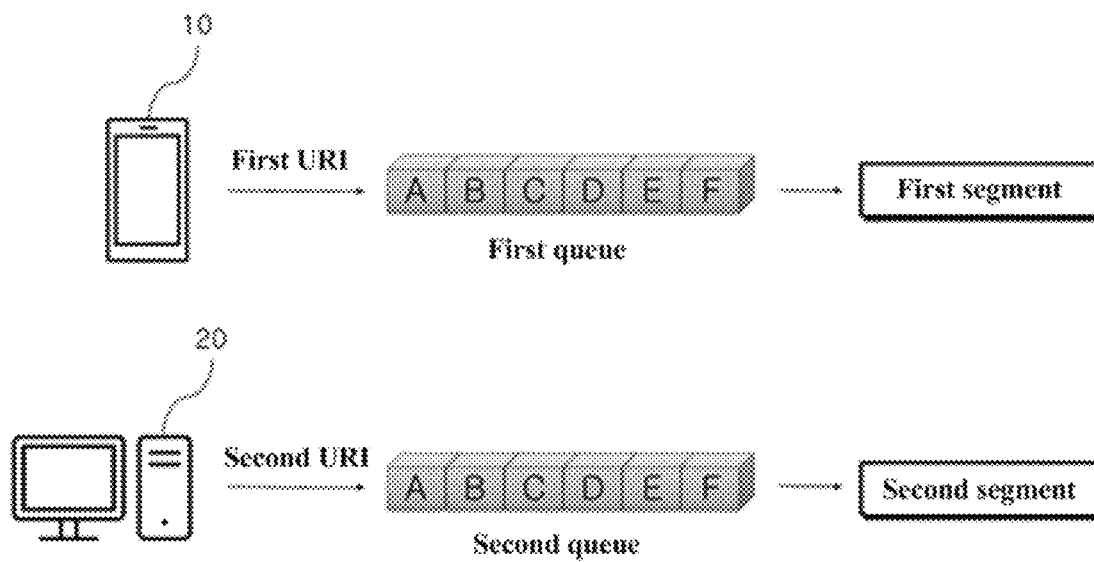 10
First URI
A B C D E F
First segment
First queue
20
Second URI
A B C D E F
Second segment
Second queue